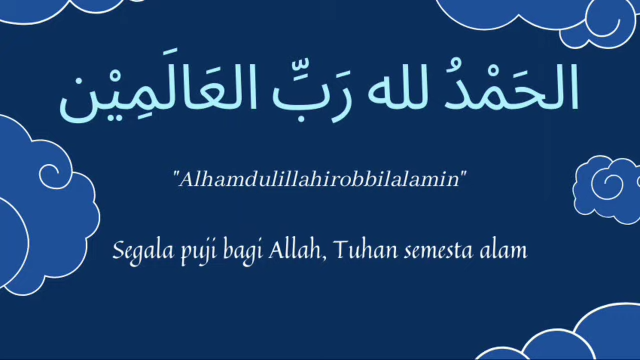 الحَمْدُ لله رَبِّ العَالَمِيْن
"Alhamdulillahirobbilalamin"
Segala puji bagi Allah, Tuhan semesta alam